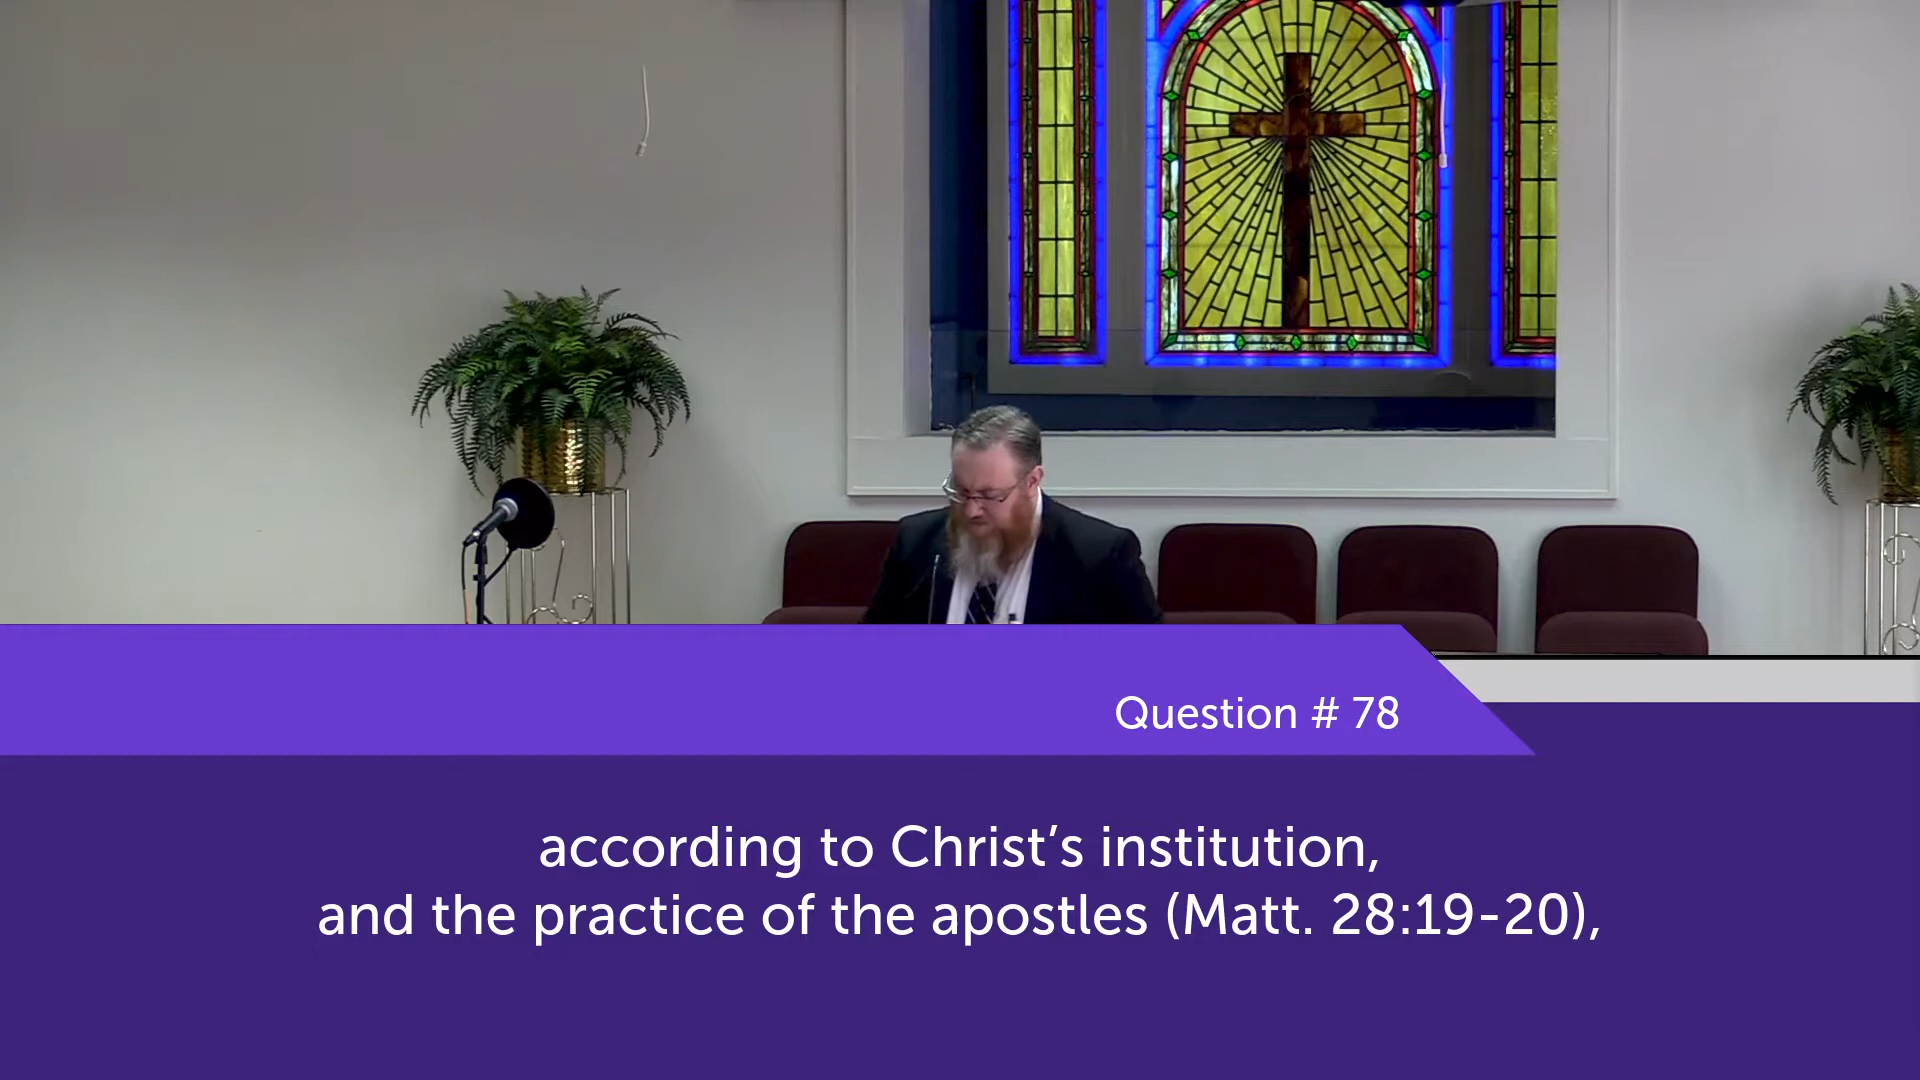 Question # 78
according to Christ’s institution,
and the practice of the apostles (Matt. 28:19-20),